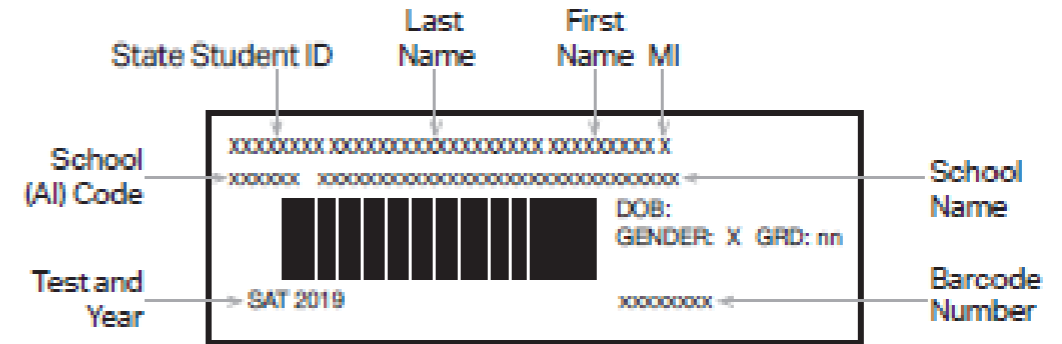 Last
Name
First
Name MI
State Student ID
XXXXXXXX XXXXXXXXXXXXXXXXXX XXXXXXXXX X
School
(AI) Code
XXXXXX XXXXXXXXXXXXXXXXXXXXXXXXXXXXXX
School
Name
DOB:
GENDER: X GRD: nn
Test and
Year
SAT 2019
XXXXXXXX
Barcode
Number